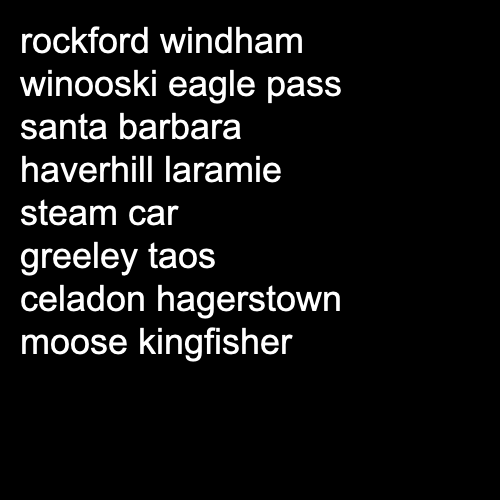 rockford windham
winooski eagle pass
santa barbara
haverhill laramie
steam car
greeley taos
celadon hagerstown
moose kingfisher